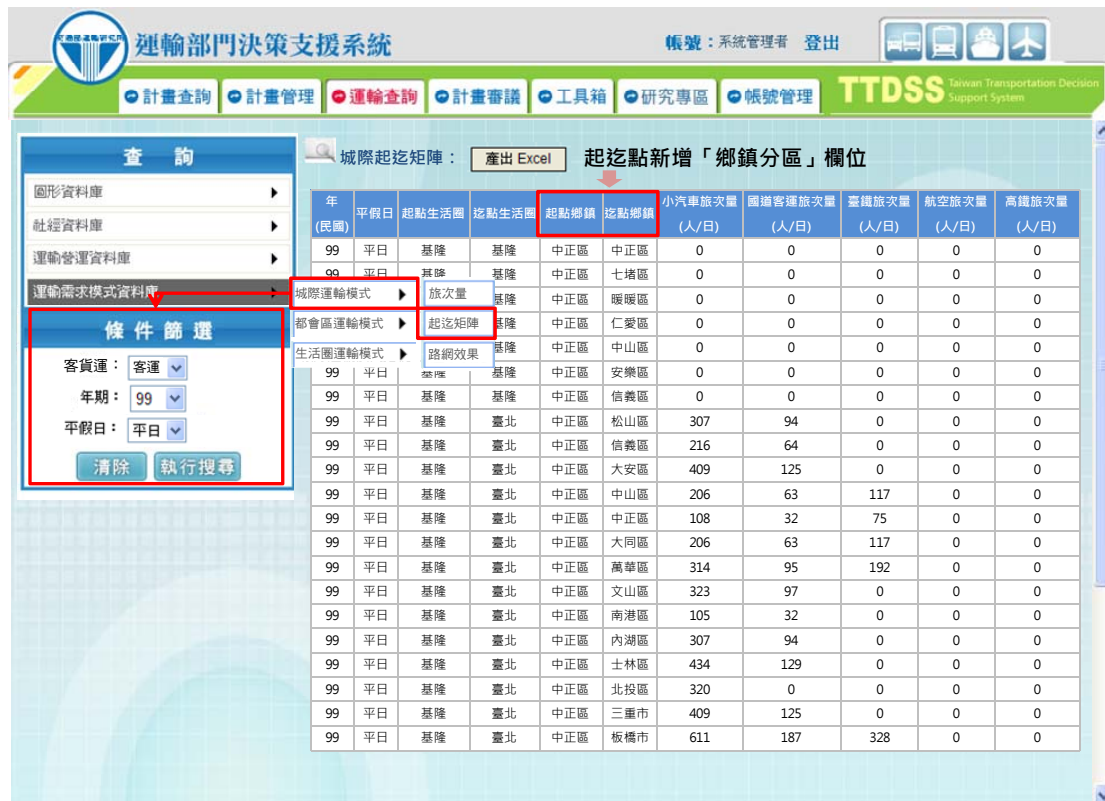 交通部運輸研究所
運輸部門決策支援系統
帳號：系統管理者 登出
計畫查詢 計畫管理 運輸查詢 計畫審議 工具箱 研究專區 帳號管理
TTDSS Taiwan Transportation Decision Support System
查 詢
圖形資料庫
社經資料庫
運輸營運資料庫
運輸需求模式資料庫
城際運輸模式 旅次量
都會區運輸模式 起迄矩陣
生活圈運輸模式 路網效果
條件篩選
客貨運： 客運
年期： 99
平假日： 平日
清除 執行搜尋
城際起迄矩陣： 產出 Excel 起迄點新增「鄉鎮分區」欄位
年(民國) 平假日 起點生活圈 迄點生活圈 起點鄉鎮 迄點鄉鎮 小汽車旅次量(人/日) 國道客運旅次量(人/日) 臺鐵旅次量(人/日) 航空旅次量(人/日) 高鐵旅次量(人/日)
99 平日 基隆 基隆 中正區 中正區 0 0 0 0 0
99 平日 基隆 基隆 中正區 七堵區 0 0 0 0 0
基隆 中正區 暖暖區 0 0 0 0 0
基隆 中正區 仁愛區 0 0 0 0 0
基隆 中正區 中山區 0 0 0 0 0
99 平日 基隆 基隆 中正區 安樂區 0 0 0 0 0
99 平日 基隆 基隆 中正區 信義區 0 0 0 0 0
99 平日 基隆 臺北 中正區 松山區 307 94 0 0 0
99 平日 基隆 臺北 中正區 信義區 216 64 0 0 0
99 平日 基隆 臺北 中正區 大安區 409 125 0 0 0
99 平日 基隆 臺北 中正區 中山區 206 63 117 0 0
99 平日 基隆 臺北 中正區 中正區 108 32 75 0 0
99 平日 基隆 臺北 中正區 大同區 206 63 117 0 0
99 平日 基隆 臺北 中正區 萬華區 314 95 192 0 0
99 平日 基隆 臺北 中正區 文山區 323 97 0 0 0
99 平日 基隆 臺北 中正區 南港區 105 32 0 0 0
99 平日 基隆 臺北 中正區 內湖區 307 94 0 0 0
99 平日 基隆 臺北 中正區 士林區 434 129 0 0 0
99 平日 基隆 臺北 中正區 北投區 320 0 0 0 0
99 平日 基隆 臺北 中正區 三重市 409 125 0 0 0
99 平日 基隆 臺北 中正區 板橋市 611 187 328 0 0